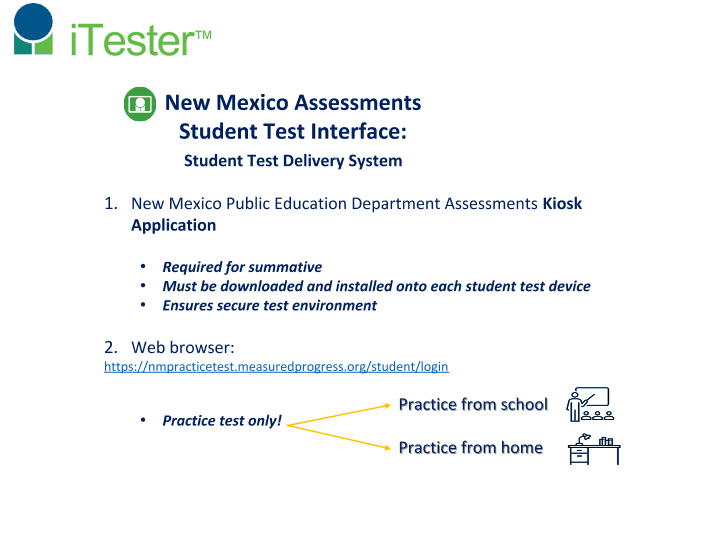 iTester™
New Mexico Assessments
Student Test Interface:
Student Test Delivery System
1. New Mexico Public Education Department Assessments Kiosk
Application
• Required for summative
• Must be downloaded and installed onto each student test device
• Ensures secure test environment
2. Web browser:
https://nmpracticetest.measuredprogress.org/student/login
• Practice test only!
Practice from school
Practice from home